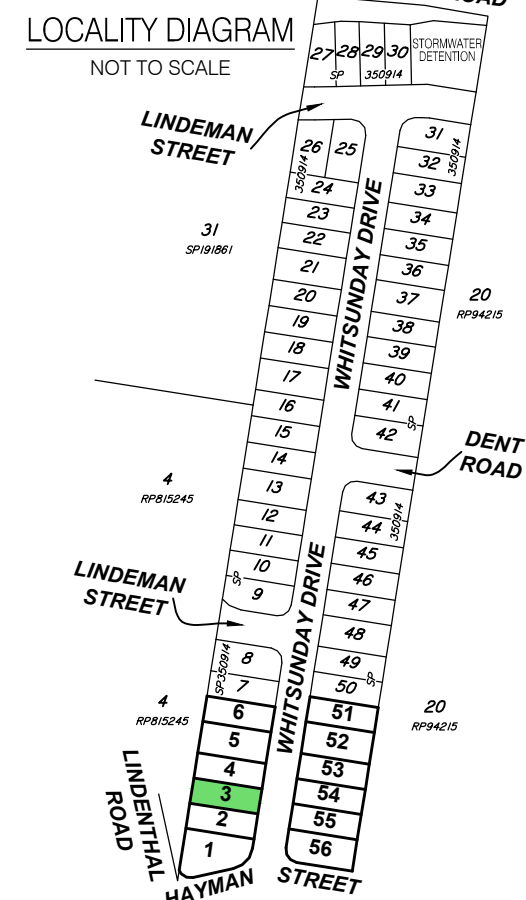 ROAD
LOCALITY DIAGRAM
NOT TO SCALE
27 28 29 30
SP 350914
STORMWATER
DETENTION
LINDEMAN
STREET
26 25
350914
24
23
22
21
20
19
18
17
16
15
14
13
12
11
10
SP
9
31
350914
32
33
34
35
36
37
38
39
40
41
SP
42
WHITSUNDAY DRIVE
31
SP191861
20
RP94215
DENT
ROAD
4
RP815245
43
350914
44
45
46
47
48
49
SP
50
LINDEMAN
STREET
WHITSUNDAY DRIVE
8
SP350914
7
4
RP815245
20
RP94215
6
5
4
3
2
1
51
52
53
54
55
56
LINDENTHAL
ROAD
HAYMAN STREET